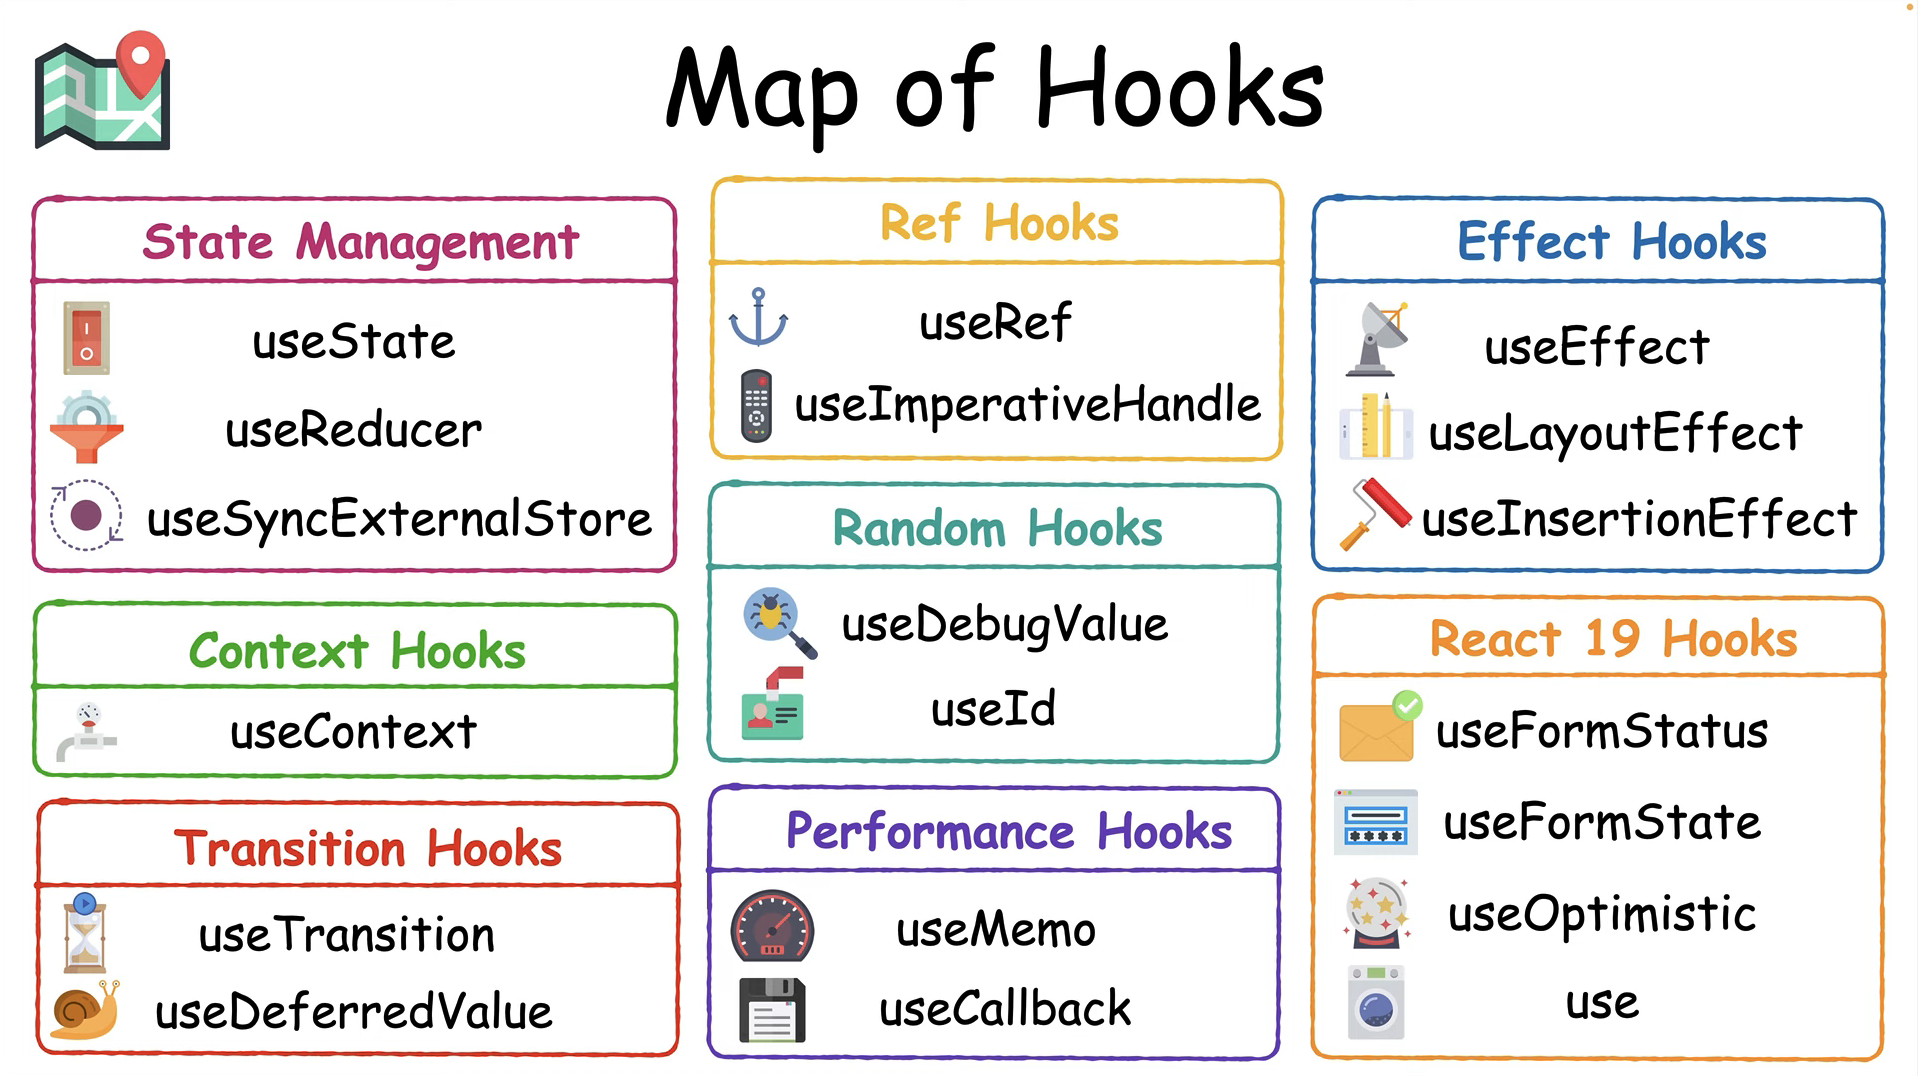 Map of Hooks
State Management
useState
useReducer
useSyncExternalStore
Context Hooks
useContext
Transition Hooks
useTransition
useDeferredValue
Ref Hooks
useRef
useImperativeHandle
Random Hooks
useDebugValue
useId
Performance Hooks
useMemo
useCallback
Effect Hooks
useEffect
useLayoutEffect
useInsertionEffect
React 19 Hooks
useFormStatus
useFormState
useOptimistic
use